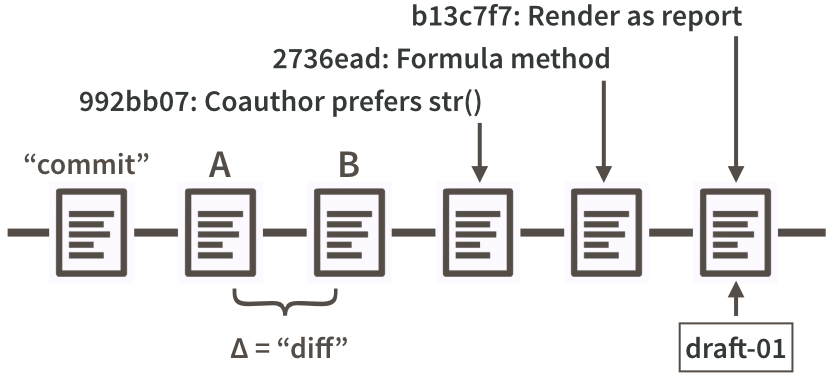 b13c7f7: Render as report
2736ead: Formula method
992bb07: Coauthor prefers str()
“commit” A B
Δ = “diff”
draft-01